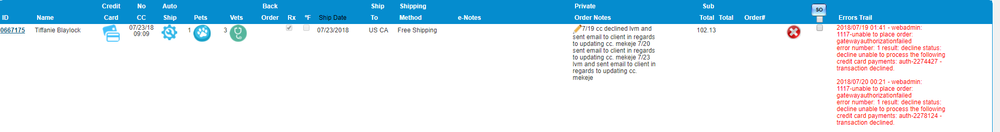 Credit No Auto Back Ship Shipping Private Sub SO
ID Name Card CC Ship Pets Vets Order Rx ºF Ship Date To Method e-Notes Order Notes Total Total Order# Errors Trail
0667175 Tiffanie Blaylock 07/23/18 1 3 07/23/2018 US CA Free Shipping 102.13
09:09
7/19 cc declined lvm and
sent email to client in regards
to updating cc. mekeje 7/20
sent email to client in regards
to updating cc. mekeje 7/23
lvm and sent email to client in
regards to updating cc.
mekeje
2018/07/19 01:41 - webadmin:
1117-unable to place order:
gatewayauthorizationfailed
error number: 1 result: decline status:
decline unable to process the following
credit card payments: auth-2274427 -
transaction declined.
2018/07/20 00:21 - webadmin:
1117-unable to place order:
gatewayauthorizationfailed
error number: 1 result: decline status:
decline unable to process the following
credit card payments: auth-2278124 -
transaction declined.